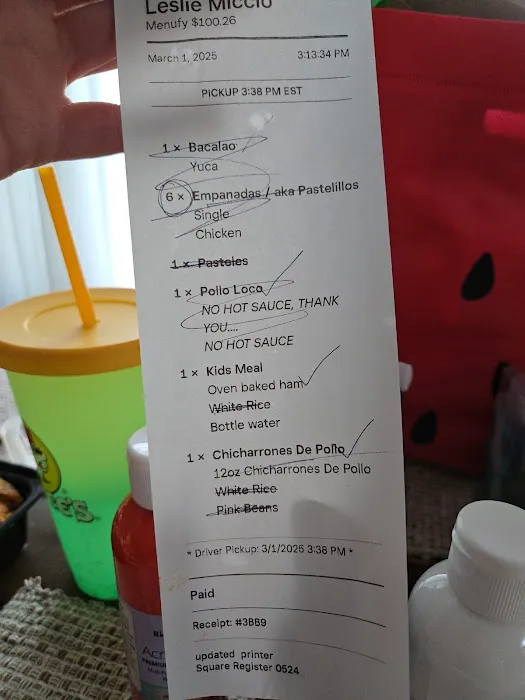 Leslie Miccio
Menufy $100.26
March 1, 2025 3:13:34 PM
PICKUP 3:38 PM EST
1 × Bacalao
Yuca
6 × Empanadas / aka Pastelillos
Single
Chicken
1 × Pasteles
1 × Pollo Loco
NO HOT SAUCE, THANK
YOU....
NO HOT SAUCE
1 × Kids Meal
Oven baked ham
White Rice
Bottle water
1 × Chicharrones De Pollo
12oz Chicharrones De Pollo
White Rice
Pink Beans
* Driver Pickup: 3/1/2025 3:38 PM *
Paid
Receipt: #3BB9
updated printer
Square Register 0524